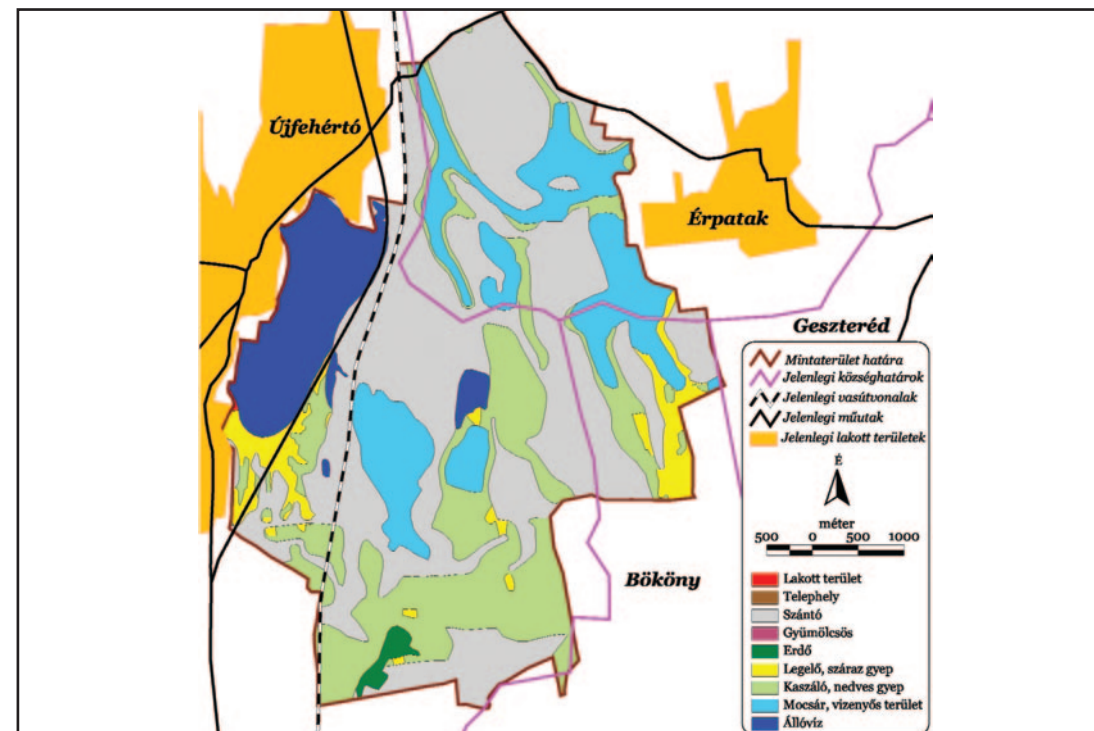 Újfehértó
Érpatak
Geszteréd
Mintaterület határa
Jelenlegi községhatárok
Jelenlegi vasútvonalak
Jelenlegi műutak
Jelenlegi lakott területek
É
méter
500 0 500 1000
Bököny
Lakott terület
Telephely
Szántó
Gyümölcsös
Erdő
Legelő, száraz gyep
Kaszáló, nedves gyep
Mocsár, vizenyős terület
Állóvíz